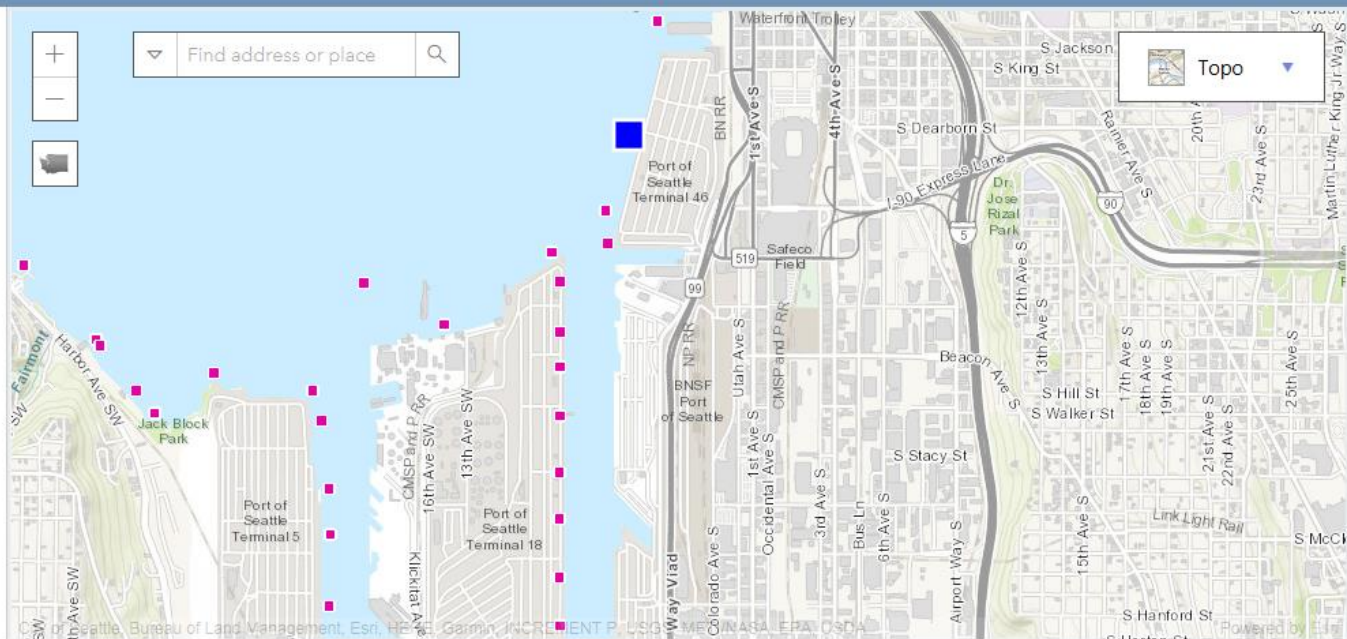 Waterfront Trolley
+
Find address or place
S Jackson
S King St
Topo
−
BN RR
1st Ave S
4th Ave S
S Dearborn St
Rainier Ave S
23rd Ave S
Martin Luther King Jr Way S
Port of
Seattle
Terminal 46
I-90 Express Lane
Dr.
Jose
Rizal
Park
90
5
519
Safeco
Field
99
12th Ave S
13th Ave S
Fairmont
Harbor Ave SW
NP RR
Utah Ave S
CMSP and P RR
Beacon Ave S
17th Ave S
18th Ave S
19th Ave S
25th Ave S
BNSF
Port
of Seattle
S Hill St
S Walker St
Jack Block
Park
CMSP and P RR
16th Ave SW
13th Ave SW
1st Ave S
Occidental Ave S
3rd Ave S
S Stacy St
21st Ave S
22nd Ave S
Port of
Seattle
Terminal 5
Port of
Seattle
Terminal 18
Bus Ln
6th Ave S
Airport Way S
15th Ave S
Link Light Rail
S McCl
Klickitat Ave
Way Viad
Colorado Ave S
S Hanford St
City of Seattle, Bureau of Land Management, Esri, HERE, Garmin, INCREMENT P, USGS, METI/NASA, EPA, USDA
Powered by Esri